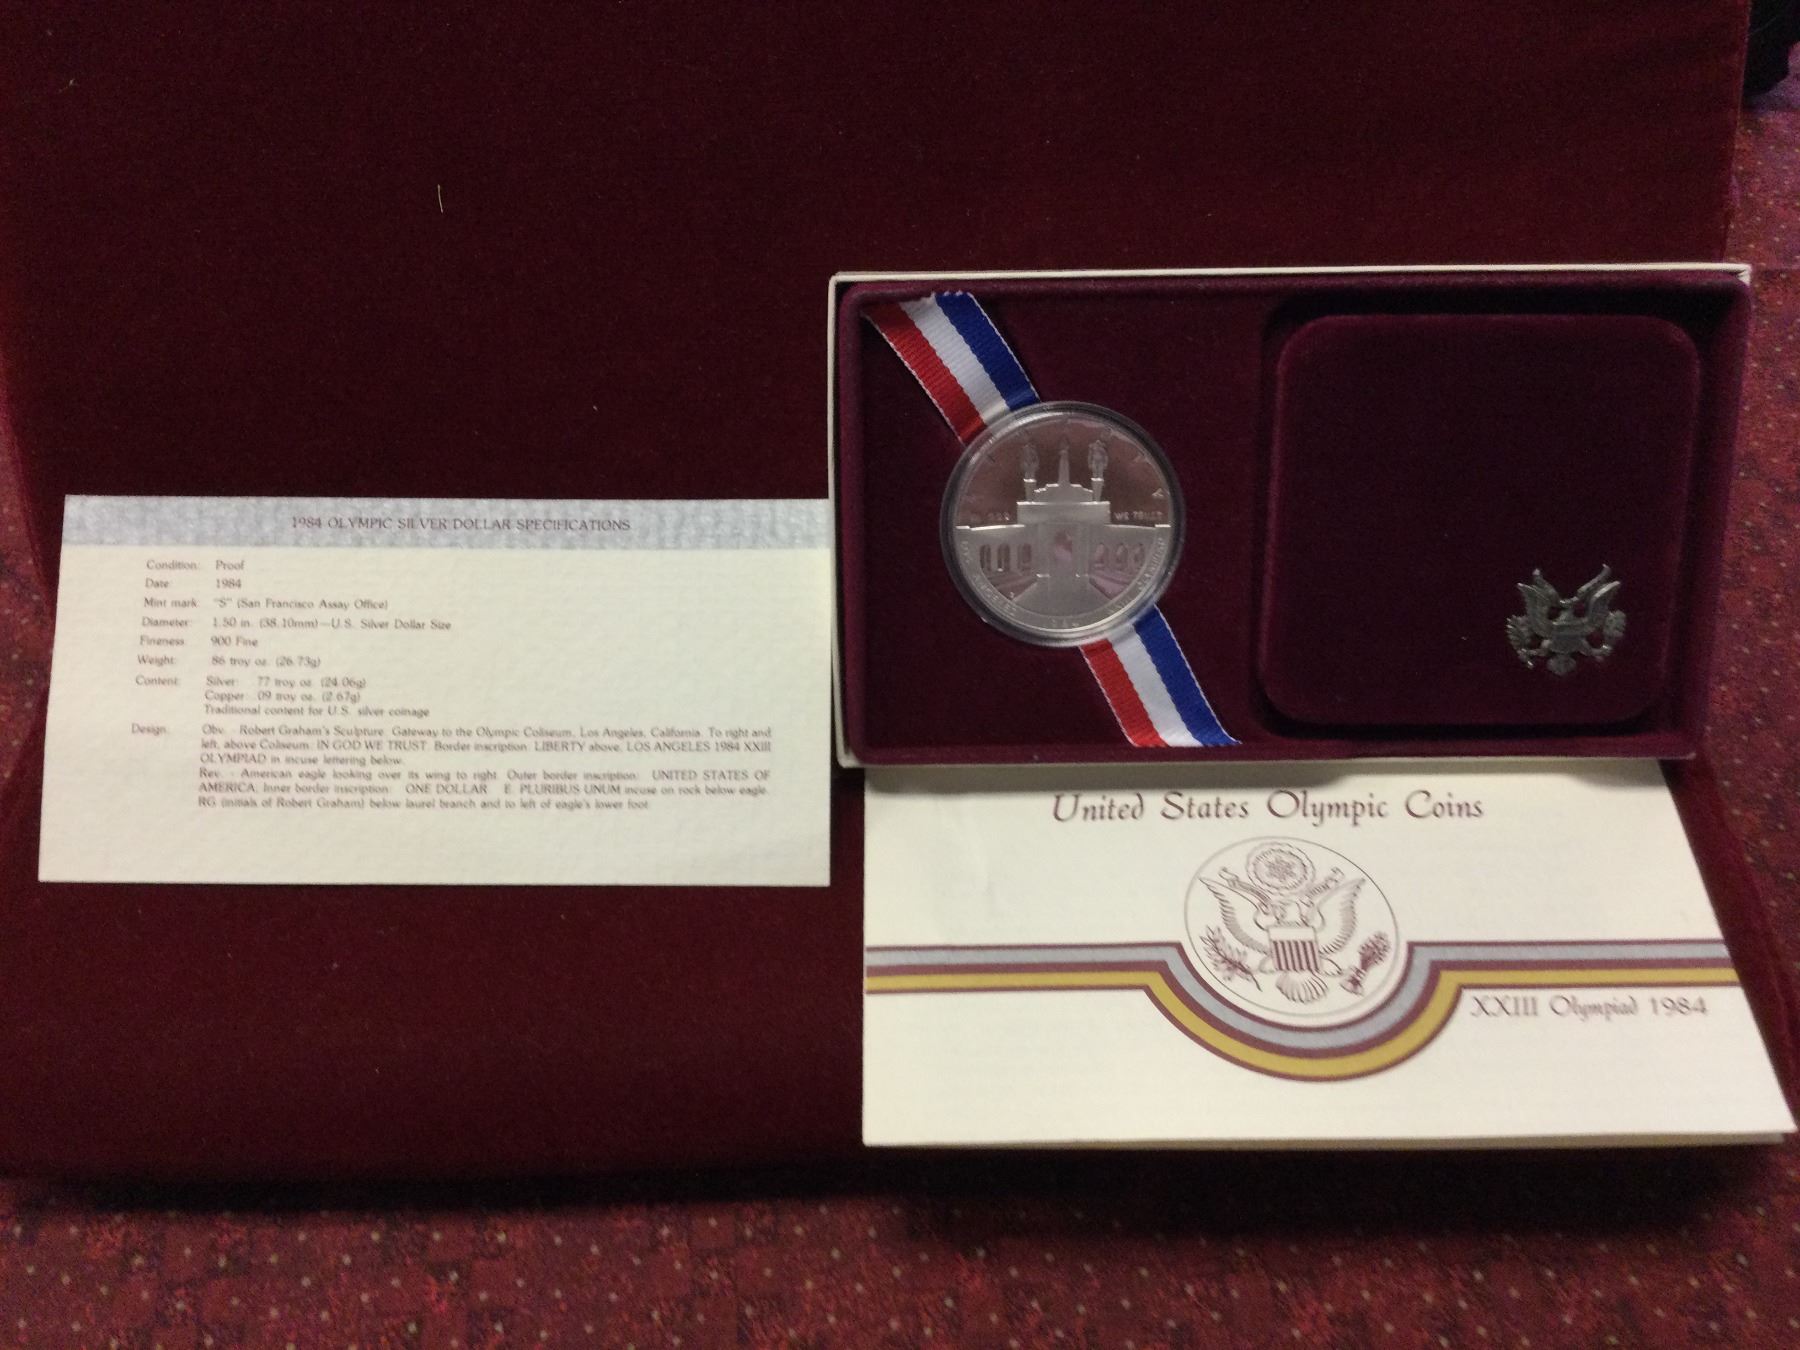 1984 OLYMPIC SILVER DOLLAR SPECIFICATIONS
Condition: Proof
Date: 1984
Mint mark: "S" (San Francisco Assay Office)
Diameter: 1.50 in. (38.10mm)—U.S. Silver Dollar Size
Fineness: 900 Fine
Weight: .86 troy oz. (26.73g)
Content: Silver: .77 troy oz. (24.06g)
Copper: .09 troy oz. (2.67g)
Traditional content for U.S. silver coinage
Design: Obv. - Robert Graham's Sculpture, Gateway to the Olympic Coliseum, Los Angeles, California. To right and
left, above Coliseum: IN GOD WE TRUST. Border inscription: LIBERTY above, LOS ANGELES 1984 XXIII
OLYMPIAD in incuse lettering below.
Rev. - American eagle looking over its wing to right. Outer border inscription: UNITED STATES OF
AMERICA; Inner border inscription: ONE DOLLAR. E. PLURIBUS UNUM incuse on rock below eagle.
RG (initials of Robert Graham) below laurel branch and to left of eagle's lower foot.
GOD WE TRUST
LOS ANGELES
United States Olympic Coins
XXIII Olympiad 1984